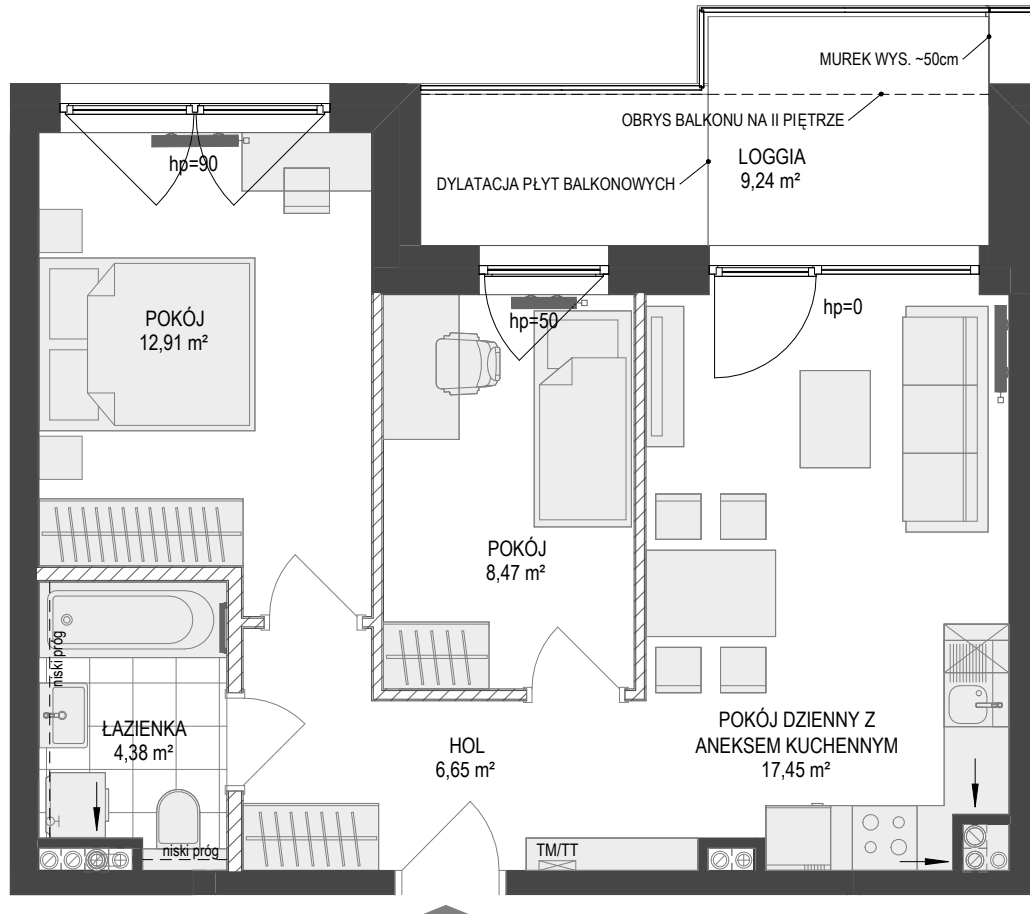 MUREK WYS. ~50cm
OBRYS BALKONU NA II PIĘTRZE
LOGGIA
9,24 m²
DYLATACJA PŁYT BALKONOWYCH
hp=90
hp=50
hp=0
POKÓJ
12,91 m²
POKÓJ
8,47 m²
niski próg
ŁAZIENKA
4,38 m²
HOL
6,65 m²
POKÓJ DZIENNY Z
ANEKSEM KUCHENNYM
17,45 m²
niski próg
TM/TT